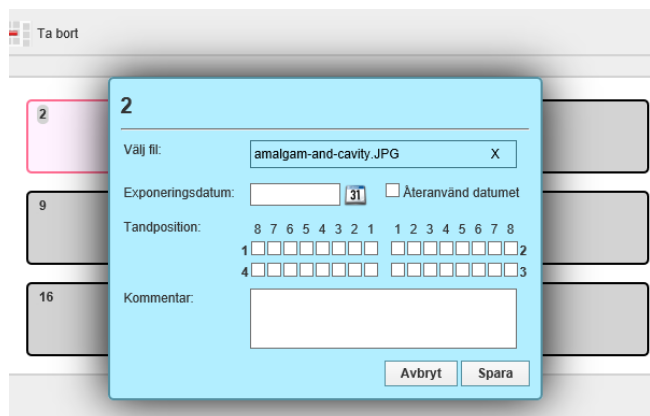 Ta bort
2
9
16
2
Välj fil:
amalgam-and-cavity.JPG X
Exponeringsdatum: 31 Återanvänd datumet
Tandposition: 8 7 6 5 4 3 2 1 1 2 3 4 5 6 7 8
1 2
4 3
Kommentar:
Avbryt Spara